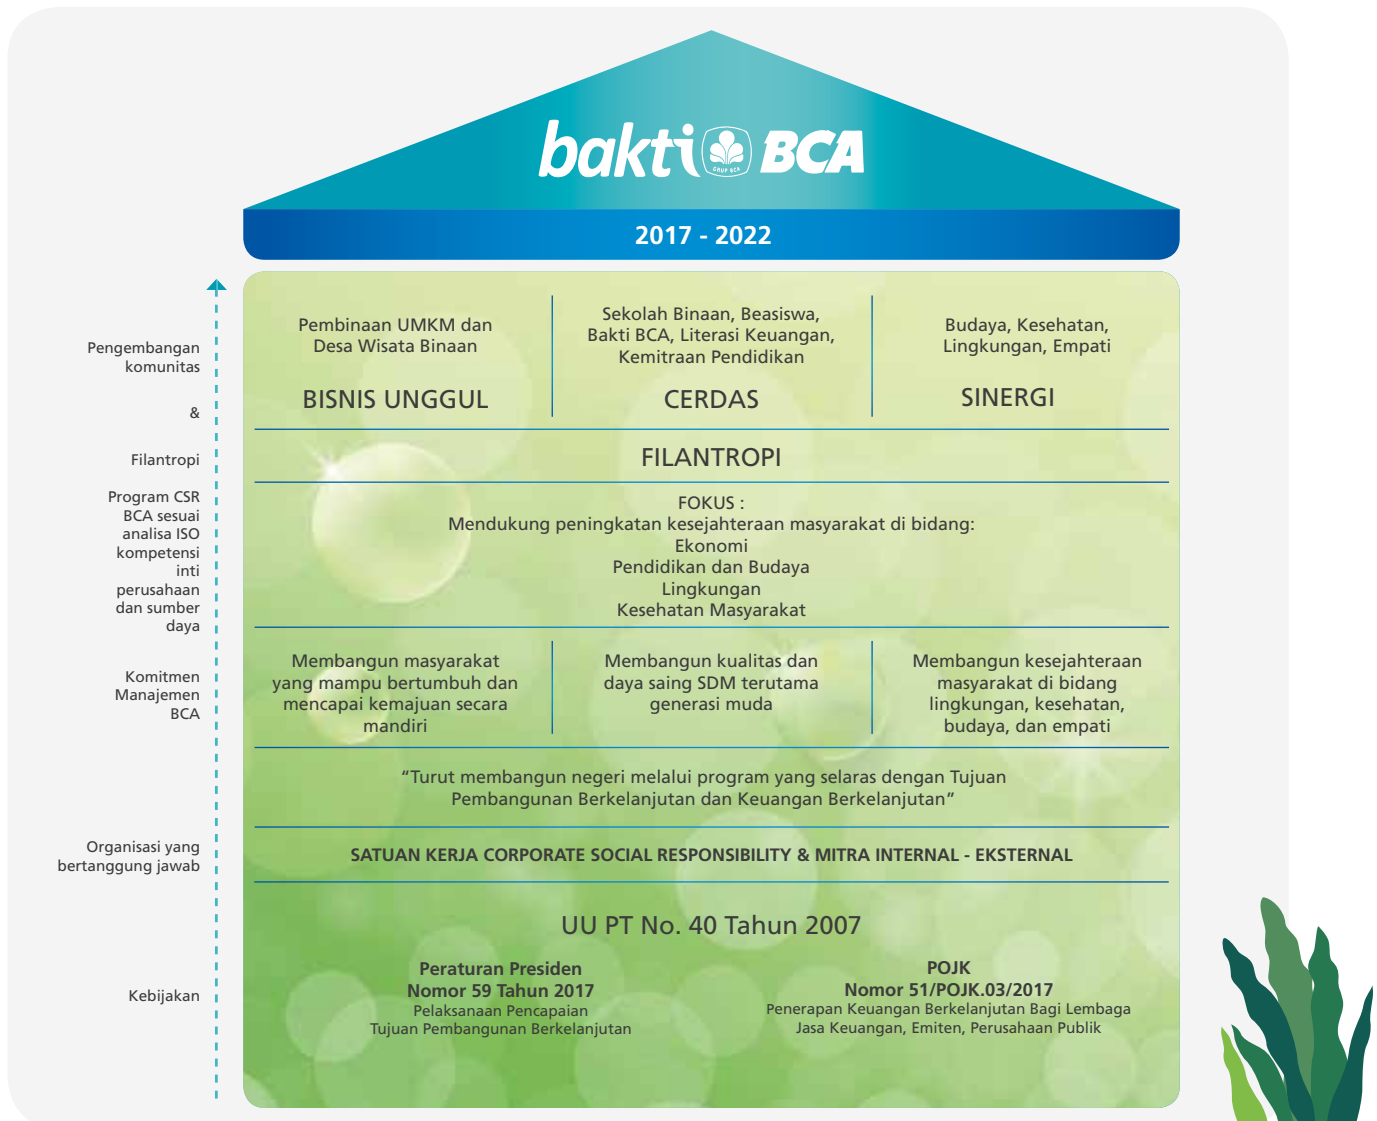 bakti BCA
GRUP BCA
2017 - 2022
Pengembangan
komunitas
&
Filantropi
Program CSR
BCA sesuai
analisa ISO
kompetensi
inti
perusahaan
dan sumber
daya
Komitmen
Manajemen
BCA
Organisasi yang
bertanggung jawab
Kebijakan
Pembinaan UMKM dan
Desa Wisata Binaan
BISNIS UNGGUL
Sekolah Binaan, Beasiswa,
Bakti BCA, Literasi Keuangan,
Kemitraan Pendidikan
CERDAS
Budaya, Kesehatan,
Lingkungan, Empati
SINERGI
FILANTROPI
FOKUS :
Mendukung peningkatan kesejahteraan masyarakat di bidang:
Ekonomi
Pendidikan dan Budaya
Lingkungan
Kesehatan Masyarakat
Membangun masyarakat
yang mampu bertumbuh dan
mencapai kemajuan secara
mandiri
Membangun kualitas dan
daya saing SDM terutama
generasi muda
Membangun kesejahteraan
masyarakat di bidang
lingkungan, kesehatan,
budaya, dan empati
“Turut membangun negeri melalui program yang selaras dengan Tujuan
Pembangunan Berkelanjutan dan Keuangan Berkelanjutan”
SATUAN KERJA CORPORATE SOCIAL RESPONSIBILITY & MITRA INTERNAL - EKSTERNAL
UU PT No. 40 Tahun 2007
Peraturan Presiden
Nomor 59 Tahun 2017
Pelaksanaan Pencapaian
Tujuan Pembangunan Berkelanjutan
POJK
Nomor 51/POJK.03/2017
Penerapan Keuangan Berkelanjutan Bagi Lembaga
Jasa Keuangan, Emiten, Perusahaan Publik